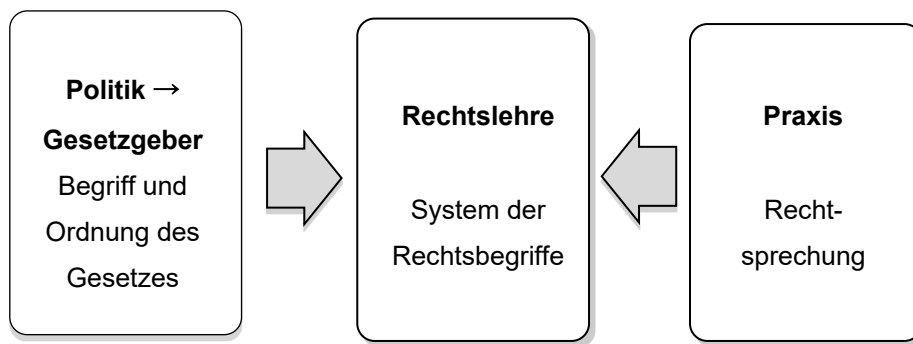 Politik →
Gesetzgeber
Begriff und
Ordnung des
Gesetzes
Rechtslehre
System der
Rechtsbegriffe
Praxis
Recht-
sprechung